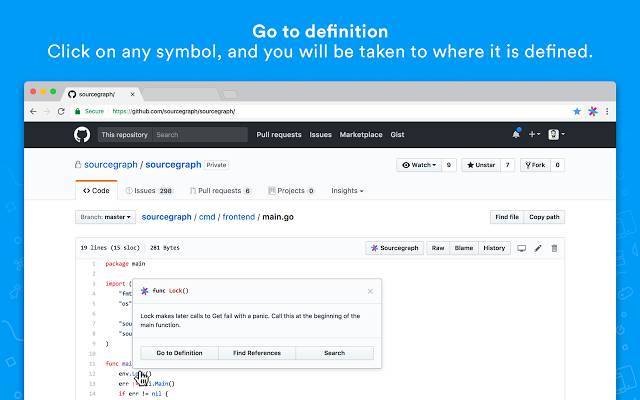 Go to definition
Click on any symbol, and you will be taken to where it is defined.
sourcegraph/
Secure https://github.com/sourcegraph/sourcegraph/
This repository Search Pull requests Issues Marketplace Gist
sourcegraph / sourcegraph Private Watch 9 Unstar 7 Fork 0
Code Issues 298 Pull requests 6 Projects 0 Insights
Branch: master sourcegraph / cmd / frontend / main.go Find file Copy path
19 lines (15 sloc) 281 Bytes Sourcegraph Raw Blame History
1 package main
2
3 import (
4 "fmt
5 "os"
6
7 "sour
8 "sour
9 )
10
11 func mai
12 env.L
13 err .Main()
14 if err != nil {
func Lock()
Lock makes later calls to Get fail with a panic. Call this at the beginning of the
main function.
Go to Definition Find References Search